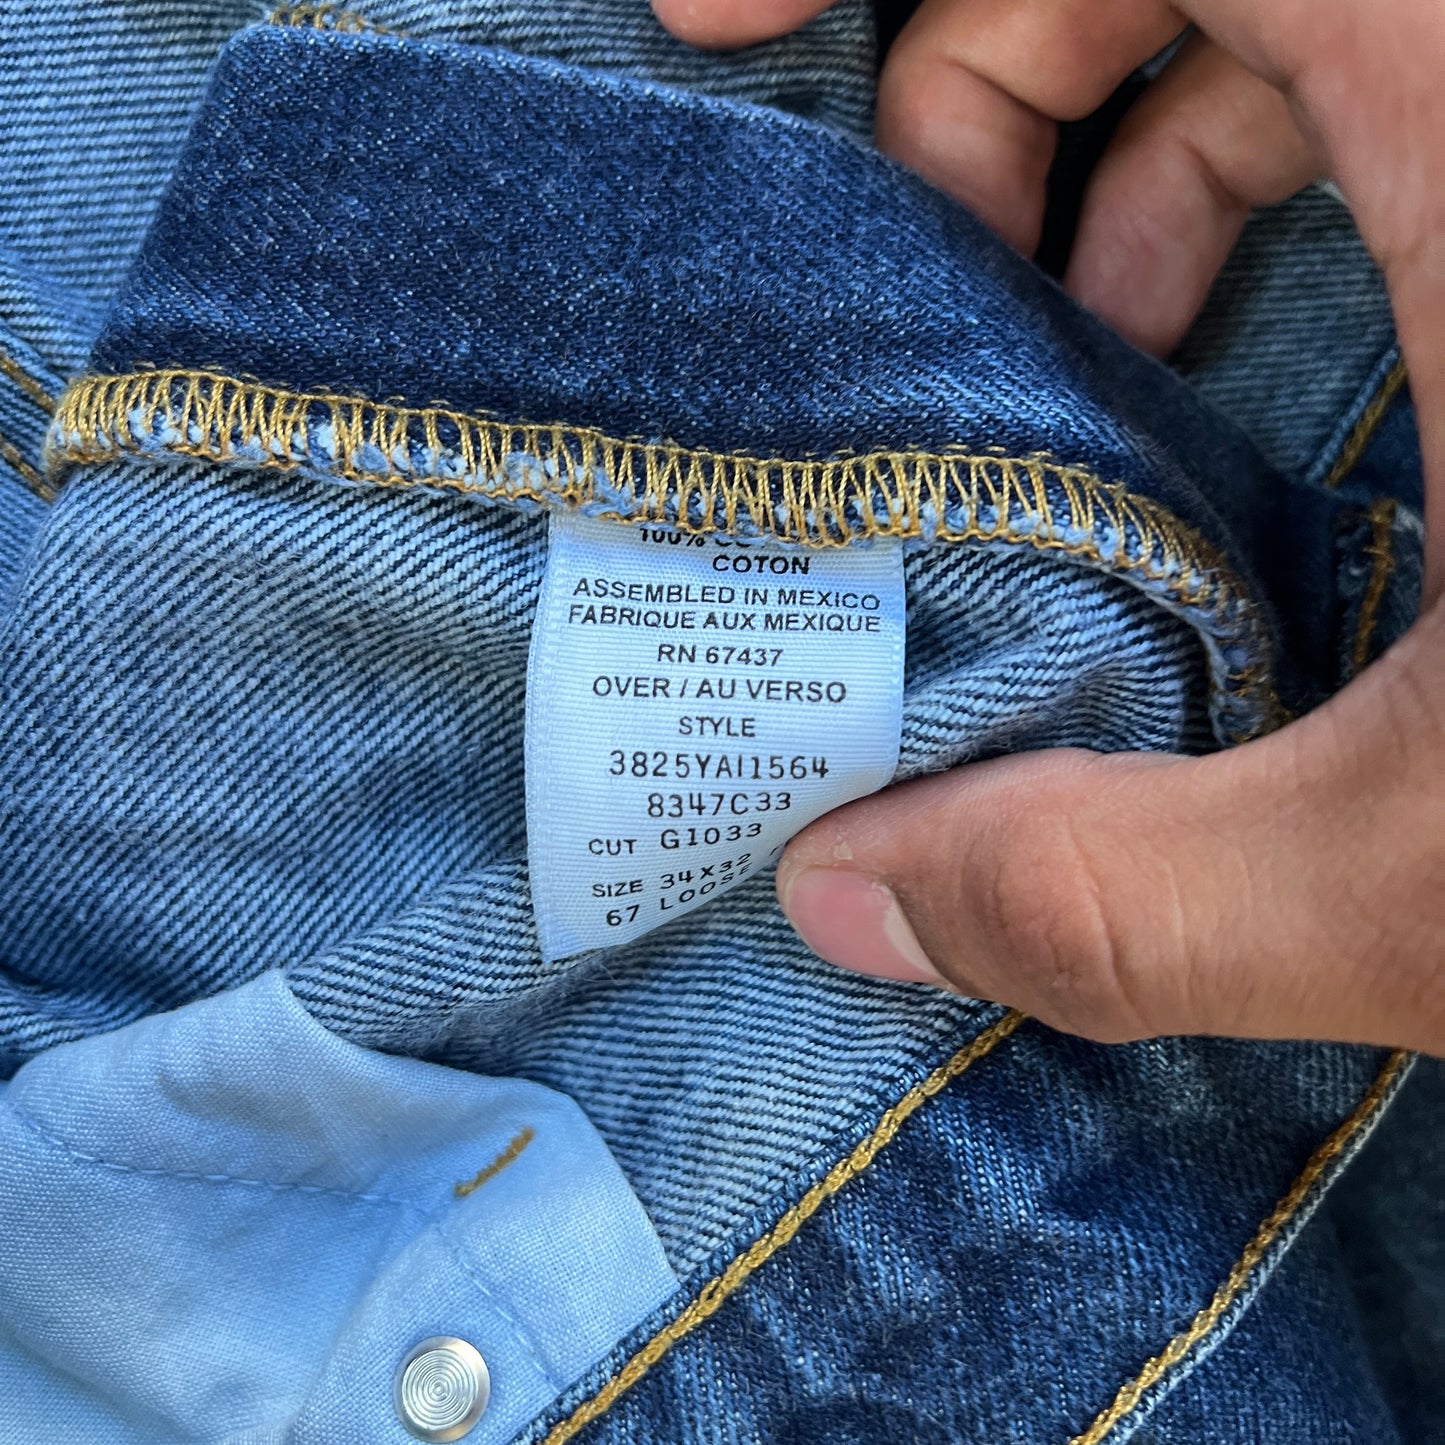 100%
COTON
ASSEMBLED IN MEXICO
FABRIQUE AUX MEXIQUE
RN 67437
OVER / AU VERSO
STYLE
3825YAI1564
8347C33
CUT G1033
SIZE 34X32
67 LOOSE